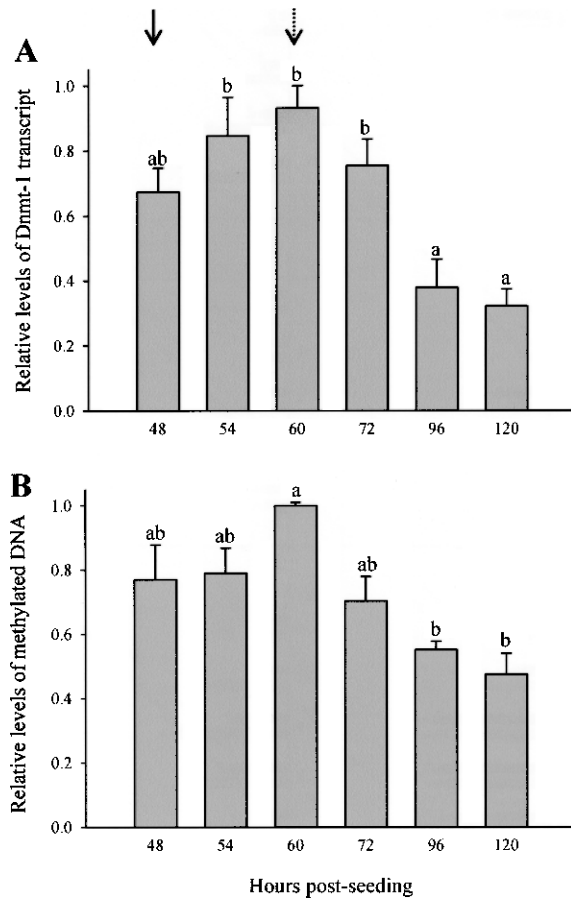 A
Relative levels of Dnmt-1 transcript
1.0
0.8
0.6
0.4
0.2
0.0
ab
b
b
b
a
a
48 54 60 72 96 120
B
Relative levels of methylated DNA
1.0
0.8
0.6
0.4
0.2
0.0
ab
ab
a
ab
b
b
48 54 60 72 96 120
Hours post-seeding